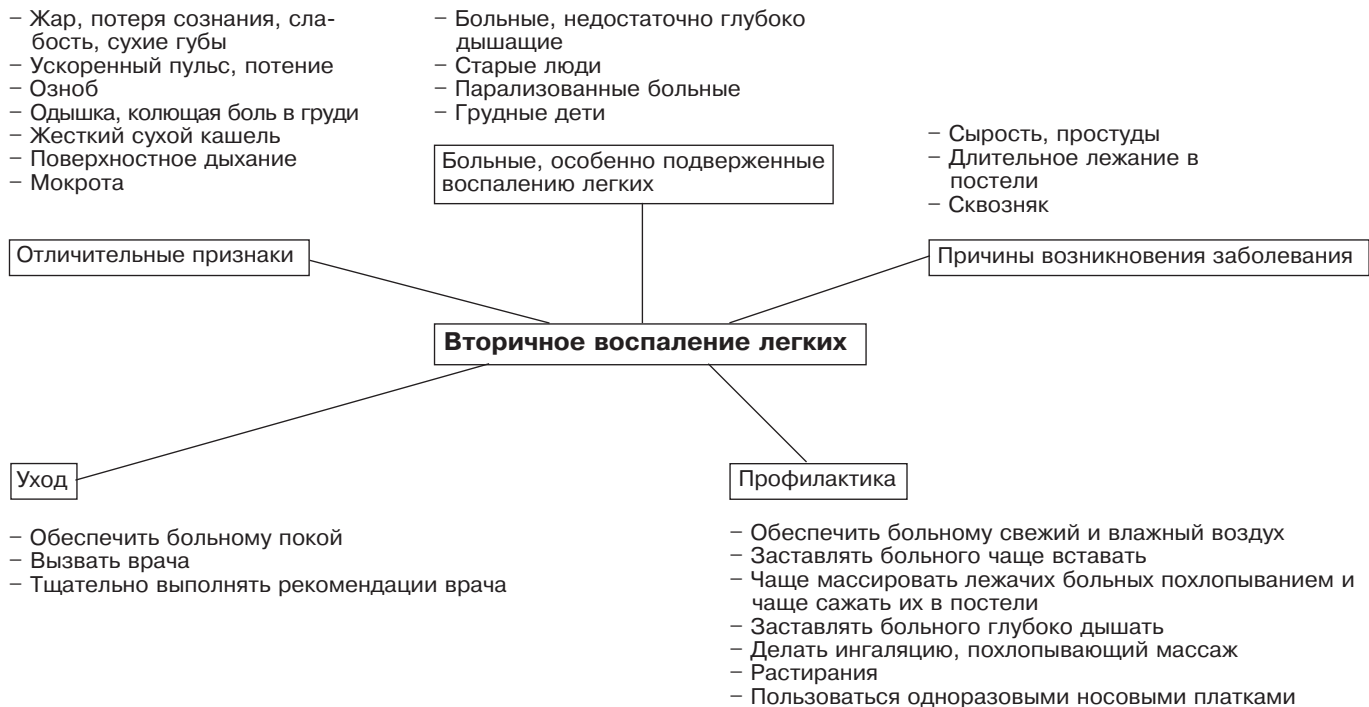 – Жар, потеря сознания, сла-
бость, сухие губы
– Ускоренный пульс, потение
– Озноб
– Одышка, колющая боль в груди
– Жесткий сухой кашель
– Поверхностное дыхание
– Мокрота
Отличительные признаки
– Больные, недостаточно глубоко
дышащие
– Старые люди
– Парализованные больные
– Грудные дети
Больные, особенно подверженные
воспалению легких
– Сырость, простуды
– Длительное лежание в
постели
– Сквозняк
Причины возникновения заболевания
Вторичное воспаление легких
Уход
– Обеспечить больному покой
– Вызвать врача
– Тщательно выполнять рекомендации врача
Профилактика
– Обеспечить больному свежий и влажный воздух
– Заставлять больного чаще вставать
– Чаще массировать лежачих больных похлопыванием и
чаще сажать их в постели
– Заставлять больного глубоко дышать
– Делать ингаляцию, похлопывающий массаж
– Растирания
– Пользоваться одноразовыми носовыми платками